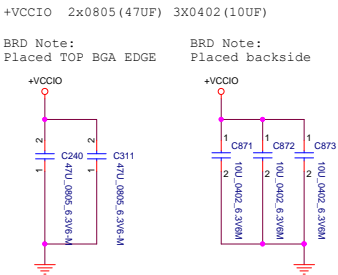 +VCCIO 2x0805(47UF) 3X0402(10UF)
BRD Note:
Placed TOP BGA EDGE
BRD Note:
Placed backside
+VCCIO
2
C240
1
47U_0805_6.3V6-M
2
C311
1
47U_0805_6.3V6-M
+VCCIO
1
C871
2
10U_0402_6.3V6M
1
C872
2
10U_0402_6.3V6M
1
C873
2
10U_0402_6.3V6M